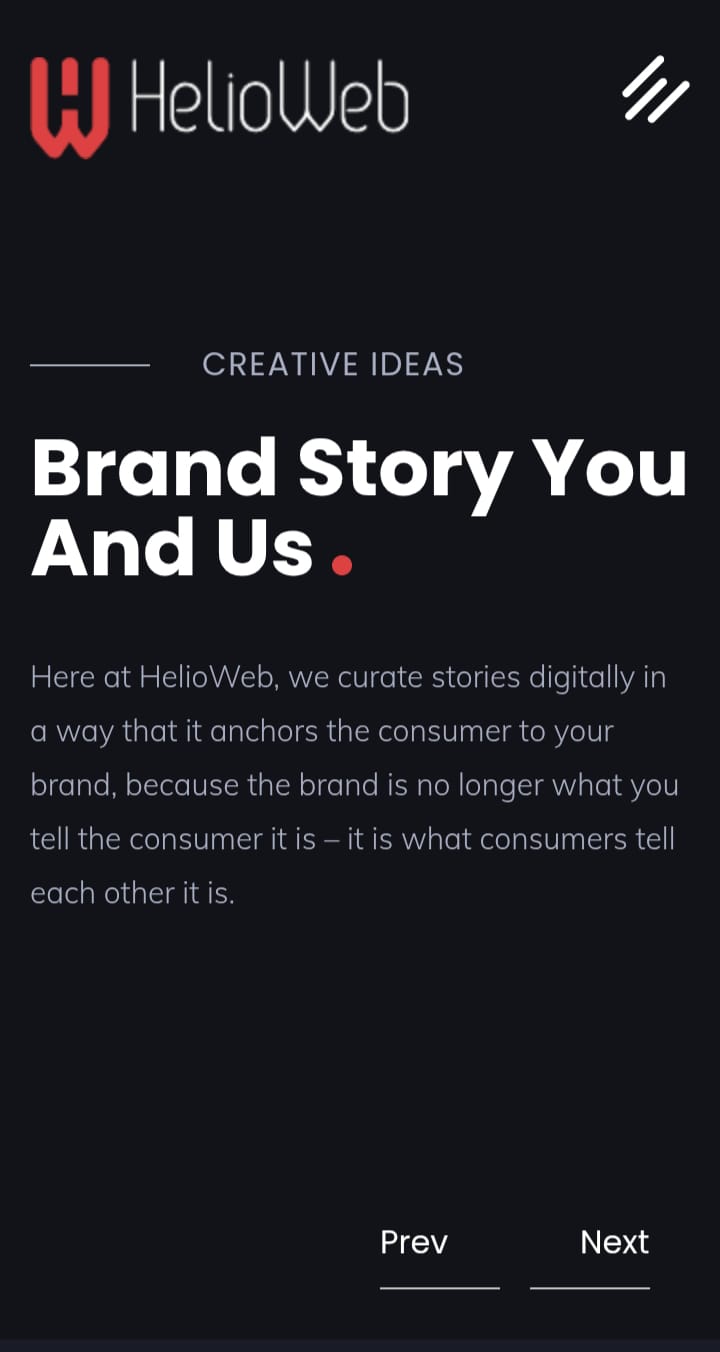 HelioWeb
CREATIVE IDEAS
Brand Story You
And Us .
Here at HelioWeb, we curate stories digitally in
a way that it anchors the consumer to your
brand, because the brand is no longer what you
tell the consumer it is – it is what consumers tell
each other it is.
Prev
Next